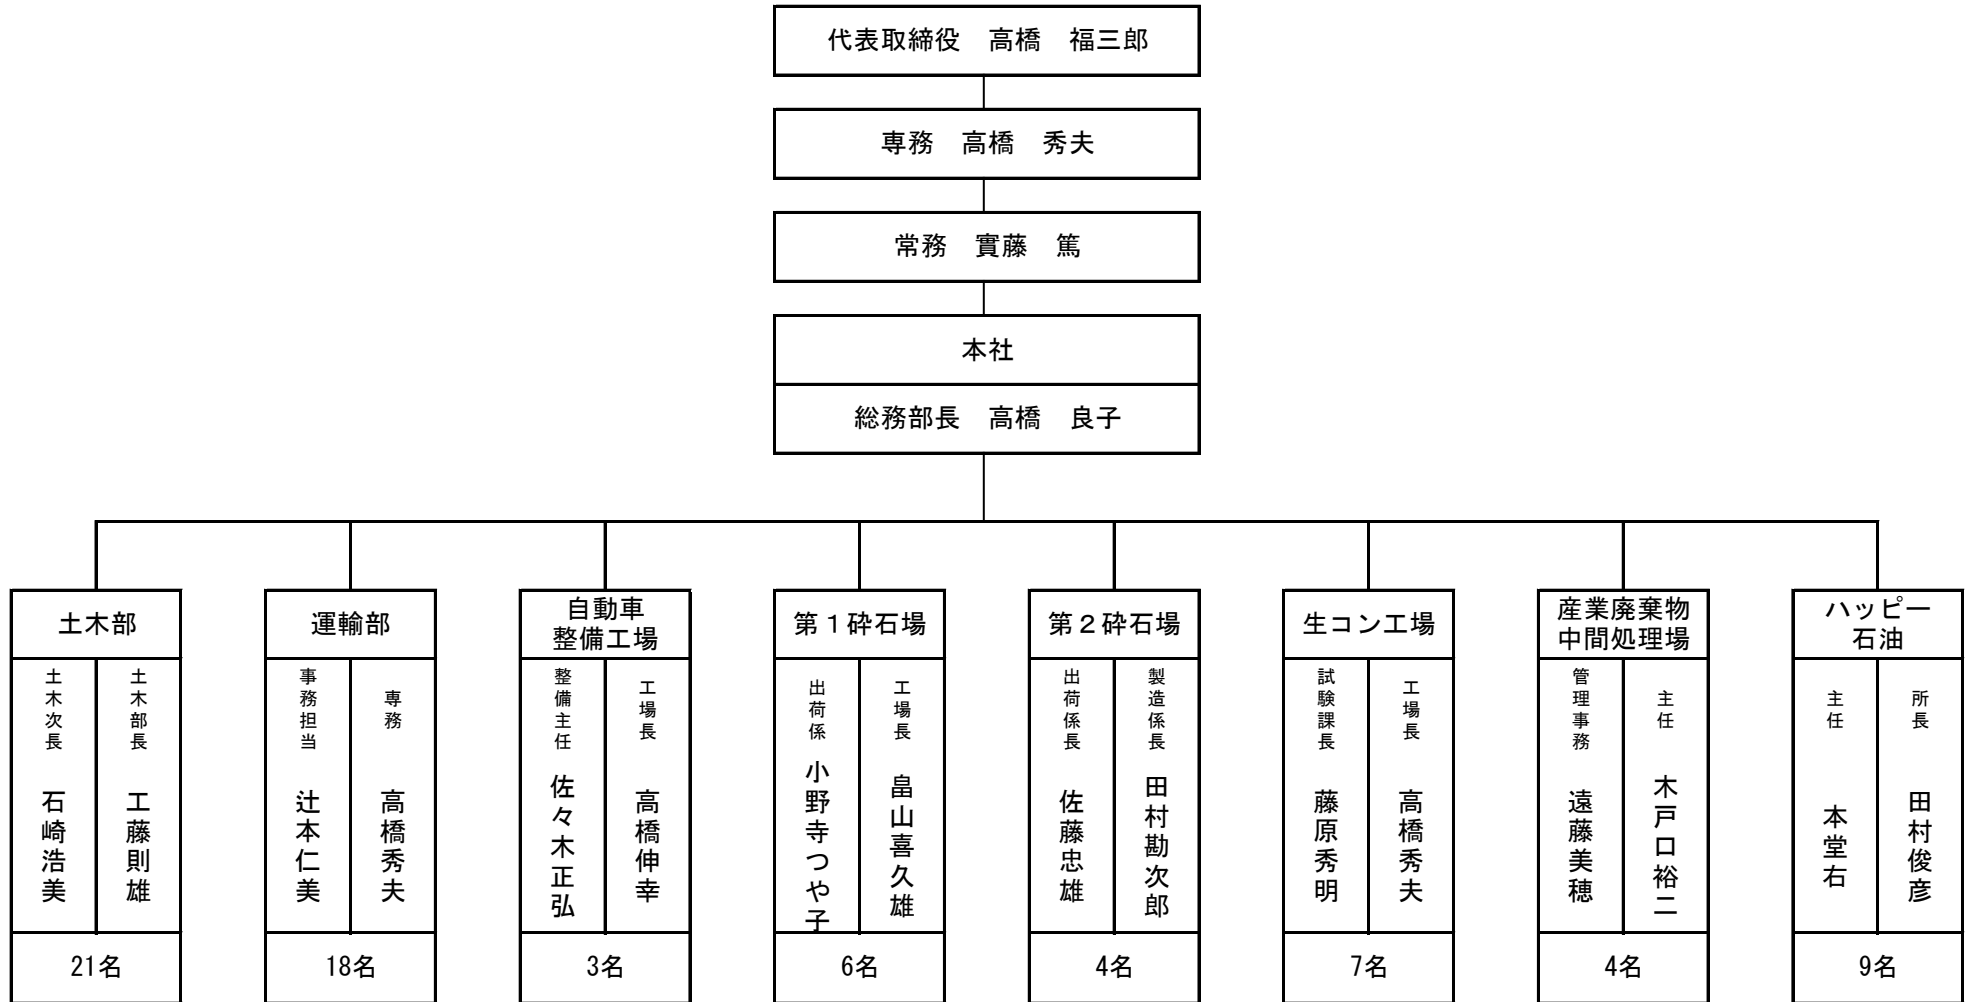 代表取締役　高橋　福三郎
専務　高橋　秀夫
常務　實藤　篤
本社
総務部長　高橋　良子
土木部
土木部長　工藤則雄
土木次長　石崎浩美
21名
運輸部
専務　高橋秀夫
事務担当　辻本仁美
18名
自動車
整備工場
工場長　高橋伸幸
整備主任　佐々木正弘
3名
第１砕石場
工場長　畠山喜久雄
出荷係　小野寺つや子
6名
第２砕石場
製造係長　田村勘次郎
出荷係長　佐藤忠雄
4名
生コン工場
工場長　高橋秀夫
試験課長　藤原秀明
7名
産業廃棄物
中間処理場
主任　木戸口裕二
管理事務　遠藤美穂
4名
ハッピー
石油
所長　田村俊彦
主任　本堂右
9名